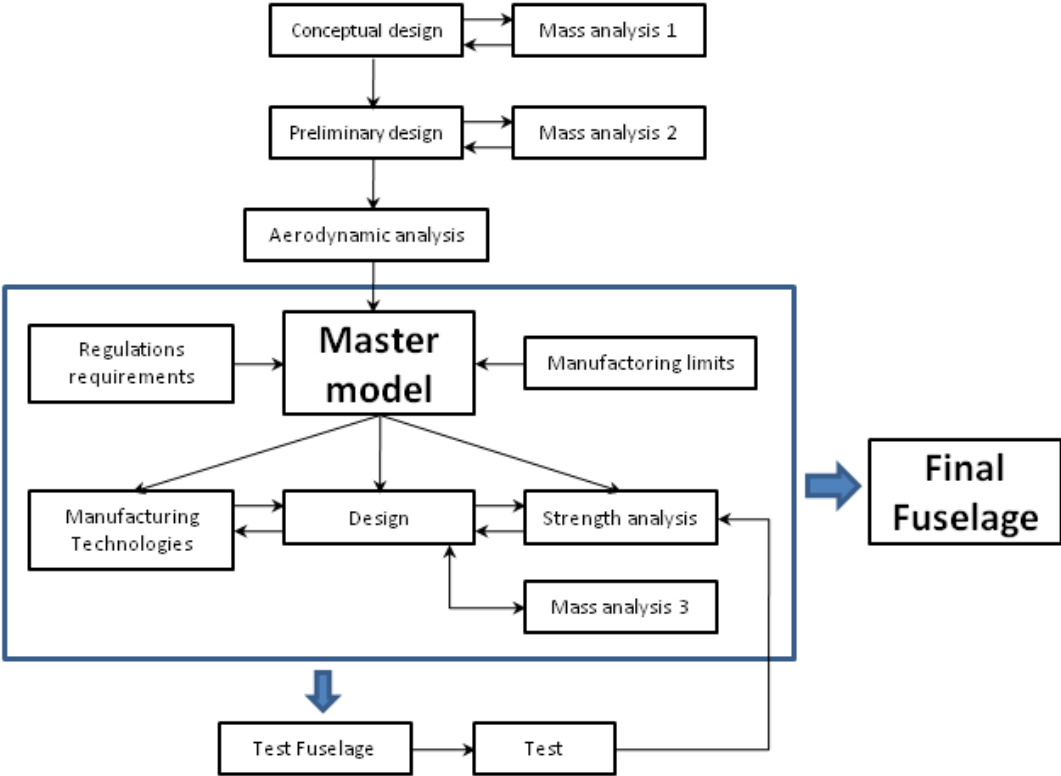 Conceptual design
Mass analysis 1
Preliminary design
Mass analysis 2
Aerodynamic analysis
Regulations
requirements
Master
model
Manufactoring limits
Manufacturing
Technologies
Design
Strength analysis
Mass analysis 3
Final
Fuselage
Test Fuselage
Test